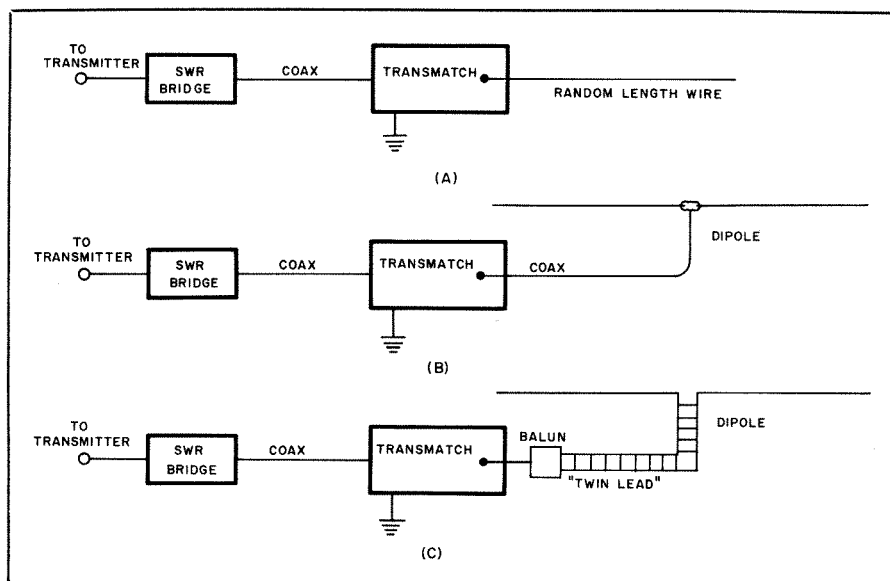 TO
TRANSMITTER
SWR
BRIDGE
COAX
TRANSMATCH
RANDOM LENGTH WIRE
(A)
TO
TRANSMITTER
SWR
BRIDGE
COAX
TRANSMATCH
COAX
DIPOLE
(B)
TO
TRANSMITTER
SWR
BRIDGE
COAX
TRANSMATCH
BALUN
"TWIN LEAD"
DIPOLE
(C)